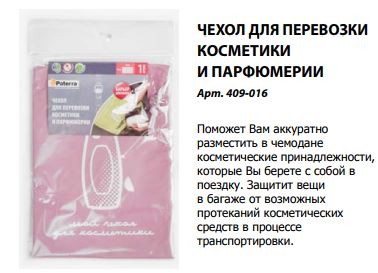 ЧЕХОЛ ДЛЯ ПЕРЕВОЗКИ
КОСМЕТИКИ
И ПАРФЮМЕРИИ
Арт. 409-016
Поможет Вам аккуратно
разместить в чемодане
косметические принадлежности,
которые Вы берете с собой в
поездку. Защитит вещи
в багаже от возможных
протеканий косметических
средств в процессе
транспортировки.
Paterra
ЧЕХОЛ
ДЛЯ ПЕРЕВОЗКИ
КОСМЕТИКИ
И ПАРФЮМЕРИИ
мой чехол
для косметики